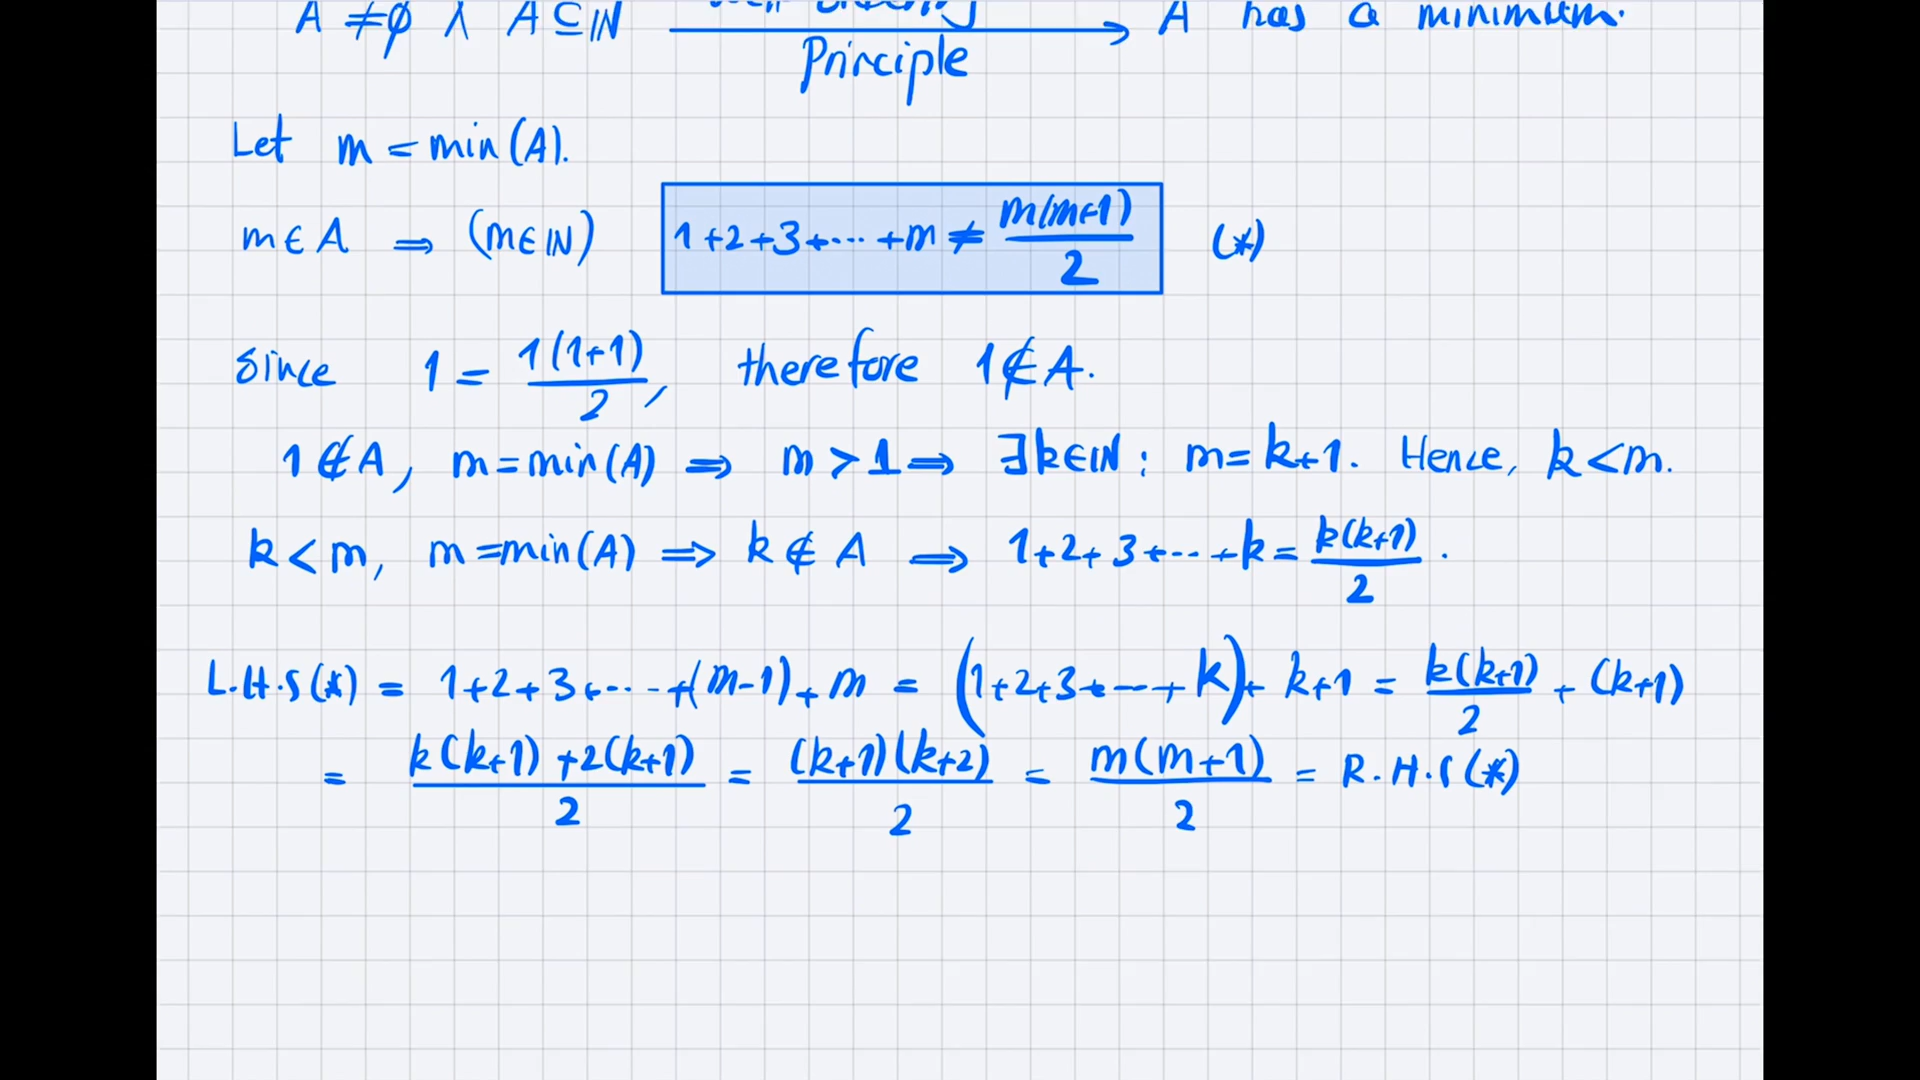 A ≠ ∅ ∧ A ⊆ ℕ ⟶ A has a minimum.
Principle
Let m = min(A).
m ∈ A ⇒ (m ∈ ℕ) 1+2+3+⋯+m ≠ m(m+1)/2 (*)
Since 1 = 1(1+1)/2, therefore 1 ∉ A.
1 ∉ A, m = min(A) ⇒ m > 1 ⇒ ∃k ∈ ℕ : m = k+1. Hence, k < m.
k < m, m = min(A) ⇒ k ∉ A ⇒ 1+2+3+⋯+k = k(k+1)/2.
L.H.S(*) = 1+2+3+⋯+(m-1)+m = (1+2+3+⋯+k)+k+1 = k(k+1)/2 + (k+1)
= (k(k+1)+2(k+1))/2 = (k+1)(k+2)/2 = m(m+1)/2 = R.H.S(*)